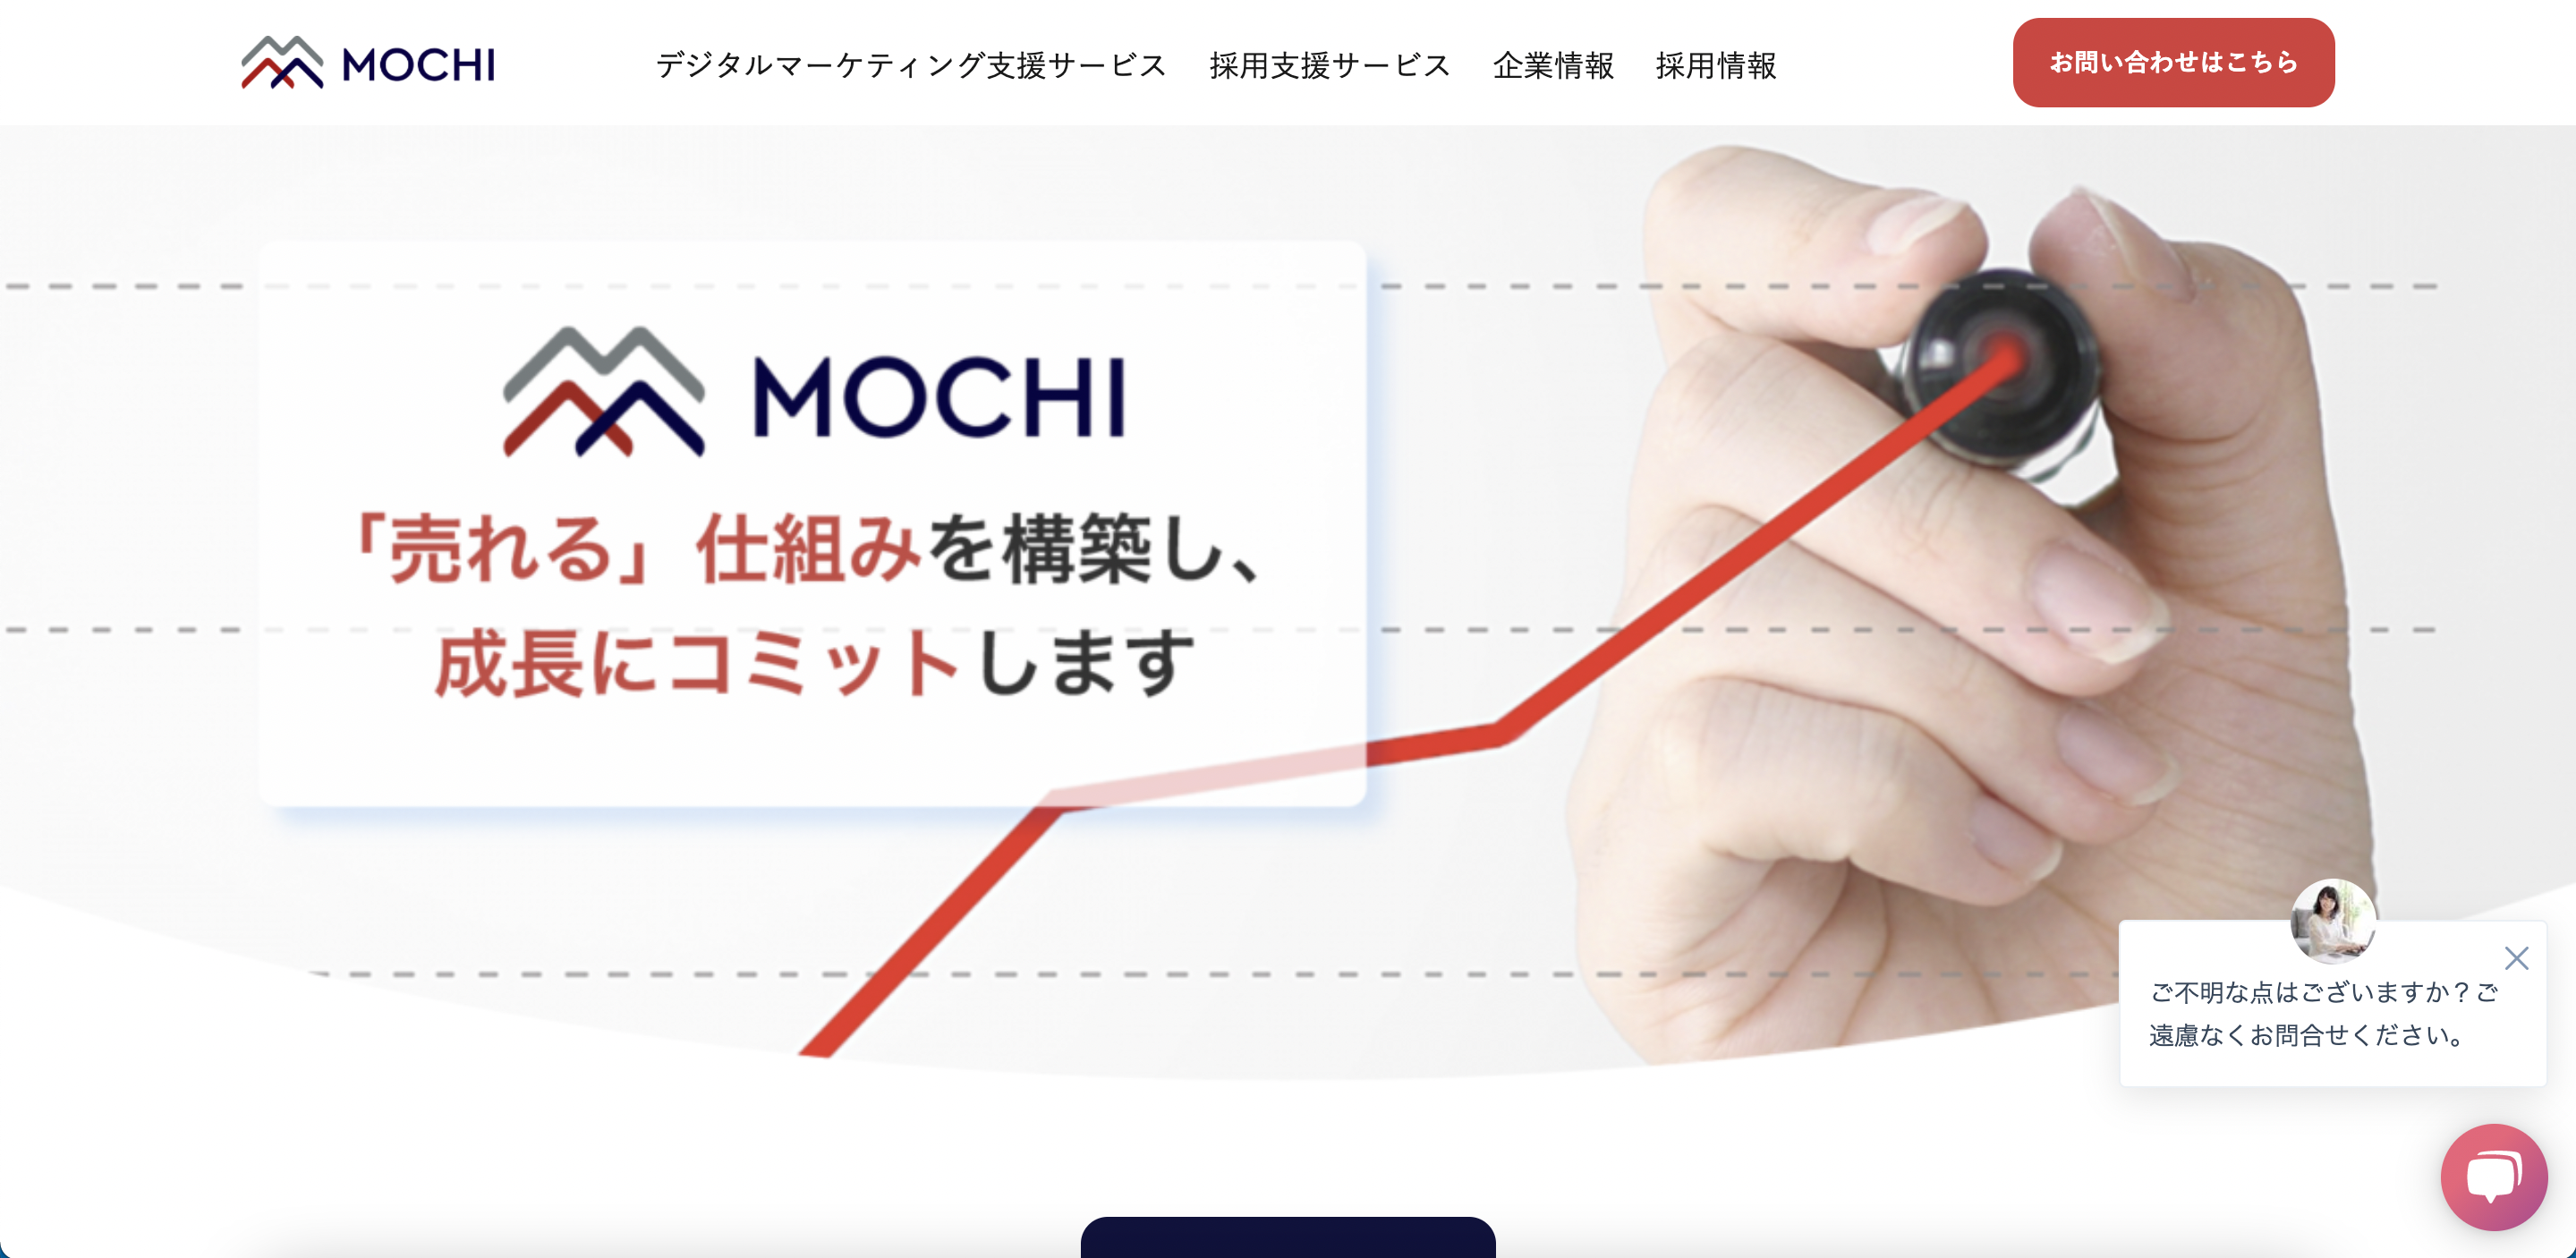 MOCHI
デジタルマーケティング支援サービス 採用支援サービス 企業情報 採用情報
お問い合わせはこちら
MOCHI
「売れる」仕組みを構築し、
成長にコミットします
ご不明な点はございますか？ご
遠慮なくお問合せください。